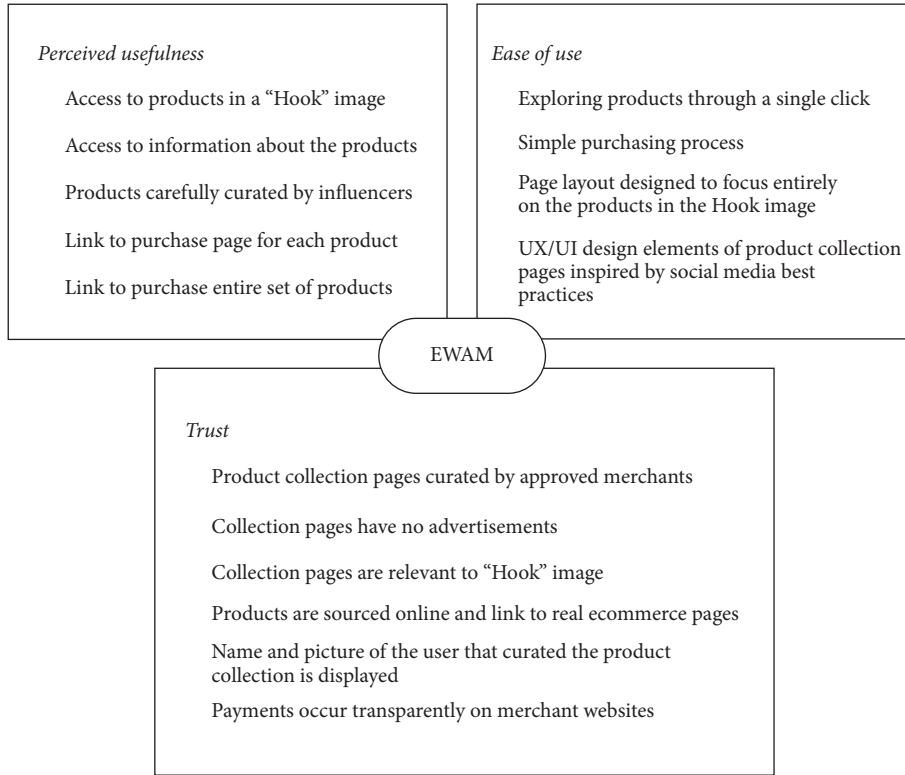 Perceived usefulness
Access to products in a “Hook” image
Access to information about the products
Products carefully curated by influencers
Link to purchase page for each product
Link to purchase entire set of products
Ease of use
Exploring products through a single click
Simple purchasing process
Page layout designed to focus entirely
on the products in the Hook image
UX/UI design elements of product collection
pages inspired by social media best
practices
EWAM
Trust
Product collection pages curated by approved merchants
Collection pages have no advertisements
Collection pages are relevant to “Hook” image
Products are sourced online and link to real ecommerce pages
Name and picture of the user that curated the product
collection is displayed
Payments occur transparently on merchant websites